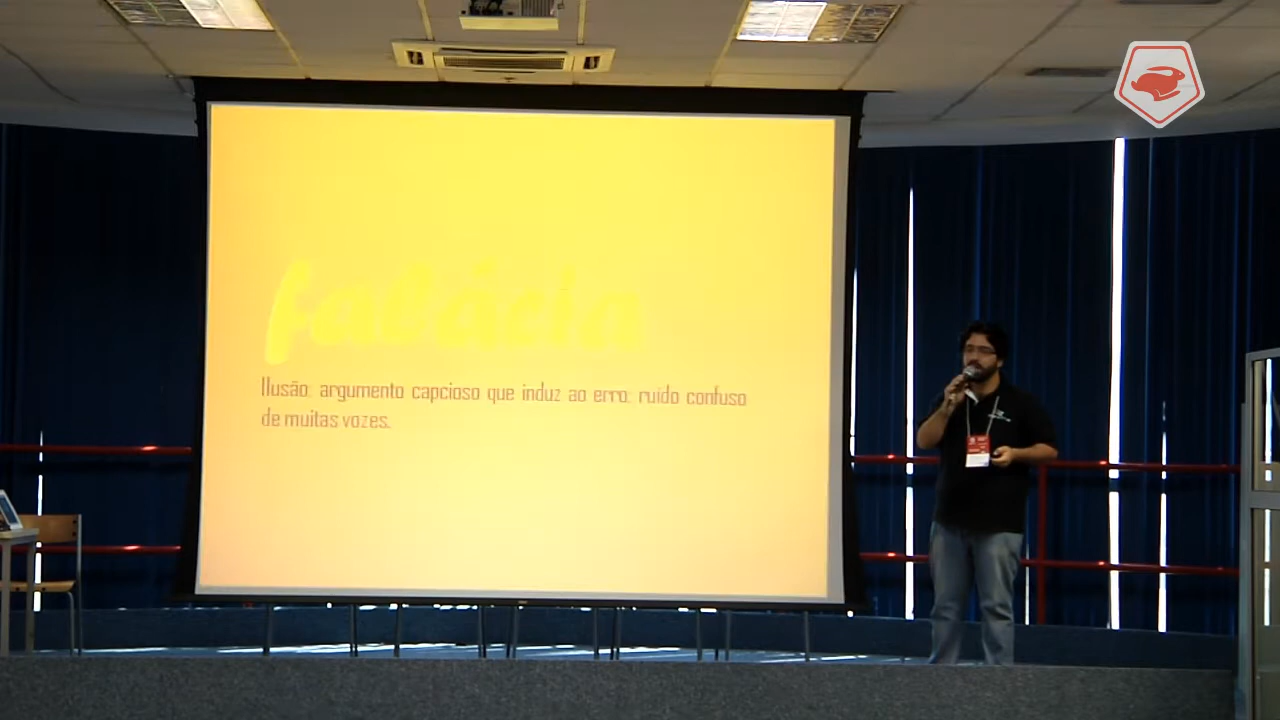 falácia
Ilusão; argumento capcioso que induz ao erro; ruído confuso
de muitas vozes.